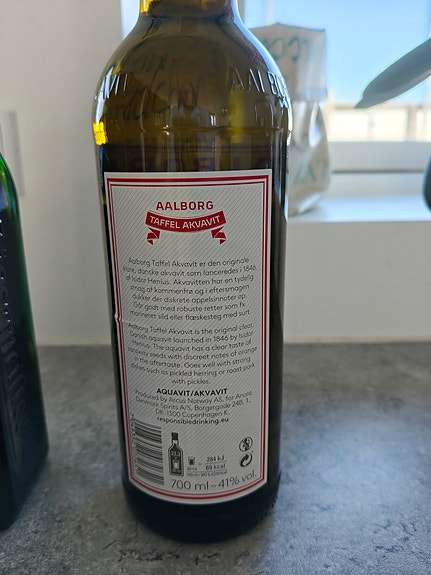 AALBORG
TAFFEL AKVAVIT
Aalborg Taffel Akvavit er den originale
klare, danske akvavit som lanceredes i 1846
af Isidor Henius. Akvavitten har en tydelig
smag af kommenfrø og i eftersmagen
dukker der diskrete appelsinnoter op.
Gør godt med robuste retter som fx.
marineret sild eller flæskesteg med surt.
Aalborg Taffel Akvavit is the original clear,
Danish aquavit launched in 1846 by Isidor
Henius. The aquavit has a clear taste of
caraway seeds with discreet notes of orange
in the aftertaste. Goes well with strong
dishes such as pickled herring or roast pork
with pickles.
AQUAVIT/AKVAVIT
Produced by Arcus Norway AS, for Anora
Denmark Spirits A/S, Borgergade 24B, 1.,
DK-1300 Copenhagen K.
responsibledrinking.eu
284 kJ
69 kcal
700 ml – 41% vol.